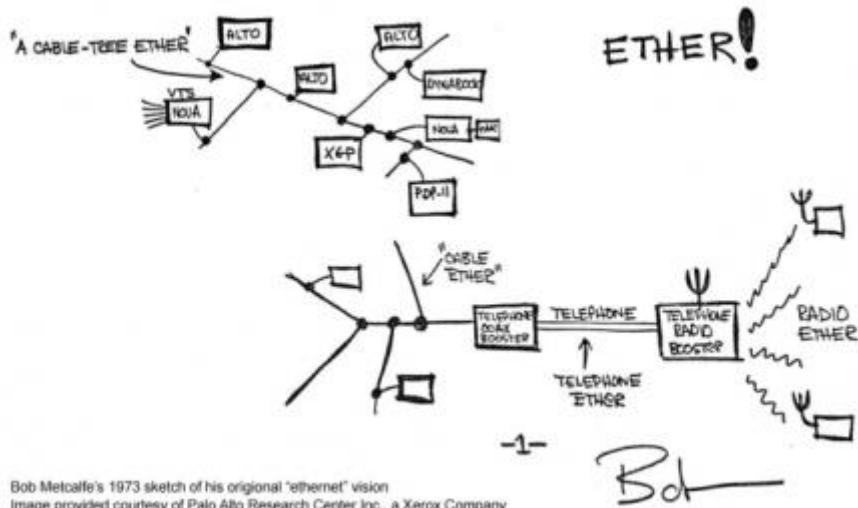 "A CABLE-TREE ETHER"
ALTO
ALTO
ETHER!
ALTO
DYNABOOK
VTS
NOVA
NOVA
XGP
PDP-11
"CABLE
ETHER"
TELEPHONE
COAX
BOOSTER
TELEPHONE
TELEPHONE
RADIO
BOOSTER
RADIO
ETHER
TELEPHONE
ETHER
-1-
Bob
Bob Metcalfe's 1973 sketch of his origional "ethernet" vision
Image provided courtesy of Palo Alto Research Center Inc., a Xerox Company